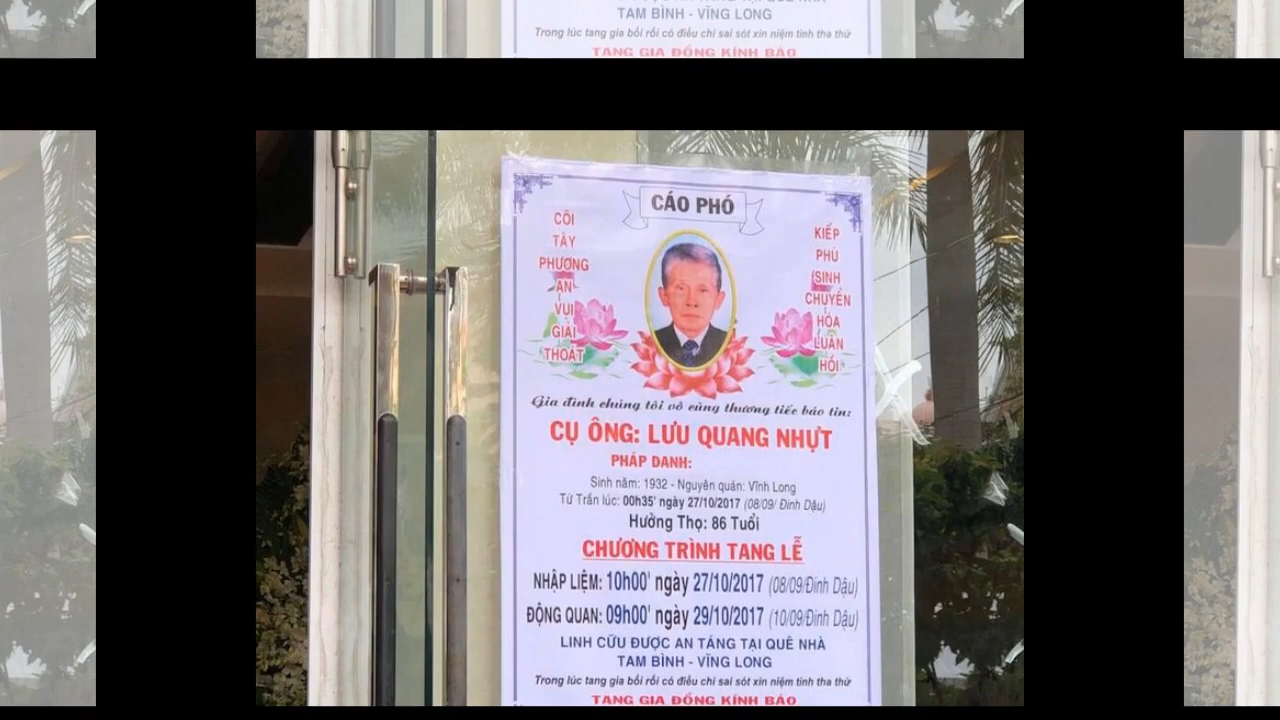 TAM BÌNH - VĨNG LONG
Trong lúc tang gia bối rối có điều chi sai sót xin niệm tình tha thứ
TANG GIA ĐỒNG KÍNH BÁO
CÁO PHÓ
CÕI
TÂY
PHƯƠNG
AN
VUI
GIẢI
THOÁT
KIẾP
PHÙ
SINH
CHUYỂN
HÓA
LUÂN
HỒI
Gia đình chúng tôi vô cùng thương tiếc báo tin:
CỤ ÔNG: LƯU QUANG NHỰT
PHÁP DANH:
Sinh năm: 1932 - Nguyên quán: Vĩnh Long
Từ Trần lúc: 00h35' ngày 27/10/2017 (08/09/ Đinh Dậu)
Hưởng Thọ: 86 Tuổi
CHƯƠNG TRÌNH TANG LỄ
NHẬP LIỆM: 10h00' ngày 27/10/2017 (08/09/Đinh Dậu)
ĐỘNG QUAN: 09h00' ngày 29/10/2017 (10/09/Đinh Dậu)
LINH CỮU ĐƯỢC AN TÁNG TẠI QUÊ NHÀ
TAM BÌNH - VĨNG LONG
Trong lúc tang gia bối rối có điều chi sai sót xin niệm tình tha thứ
TANG GIA ĐỒNG KÍNH BÁO